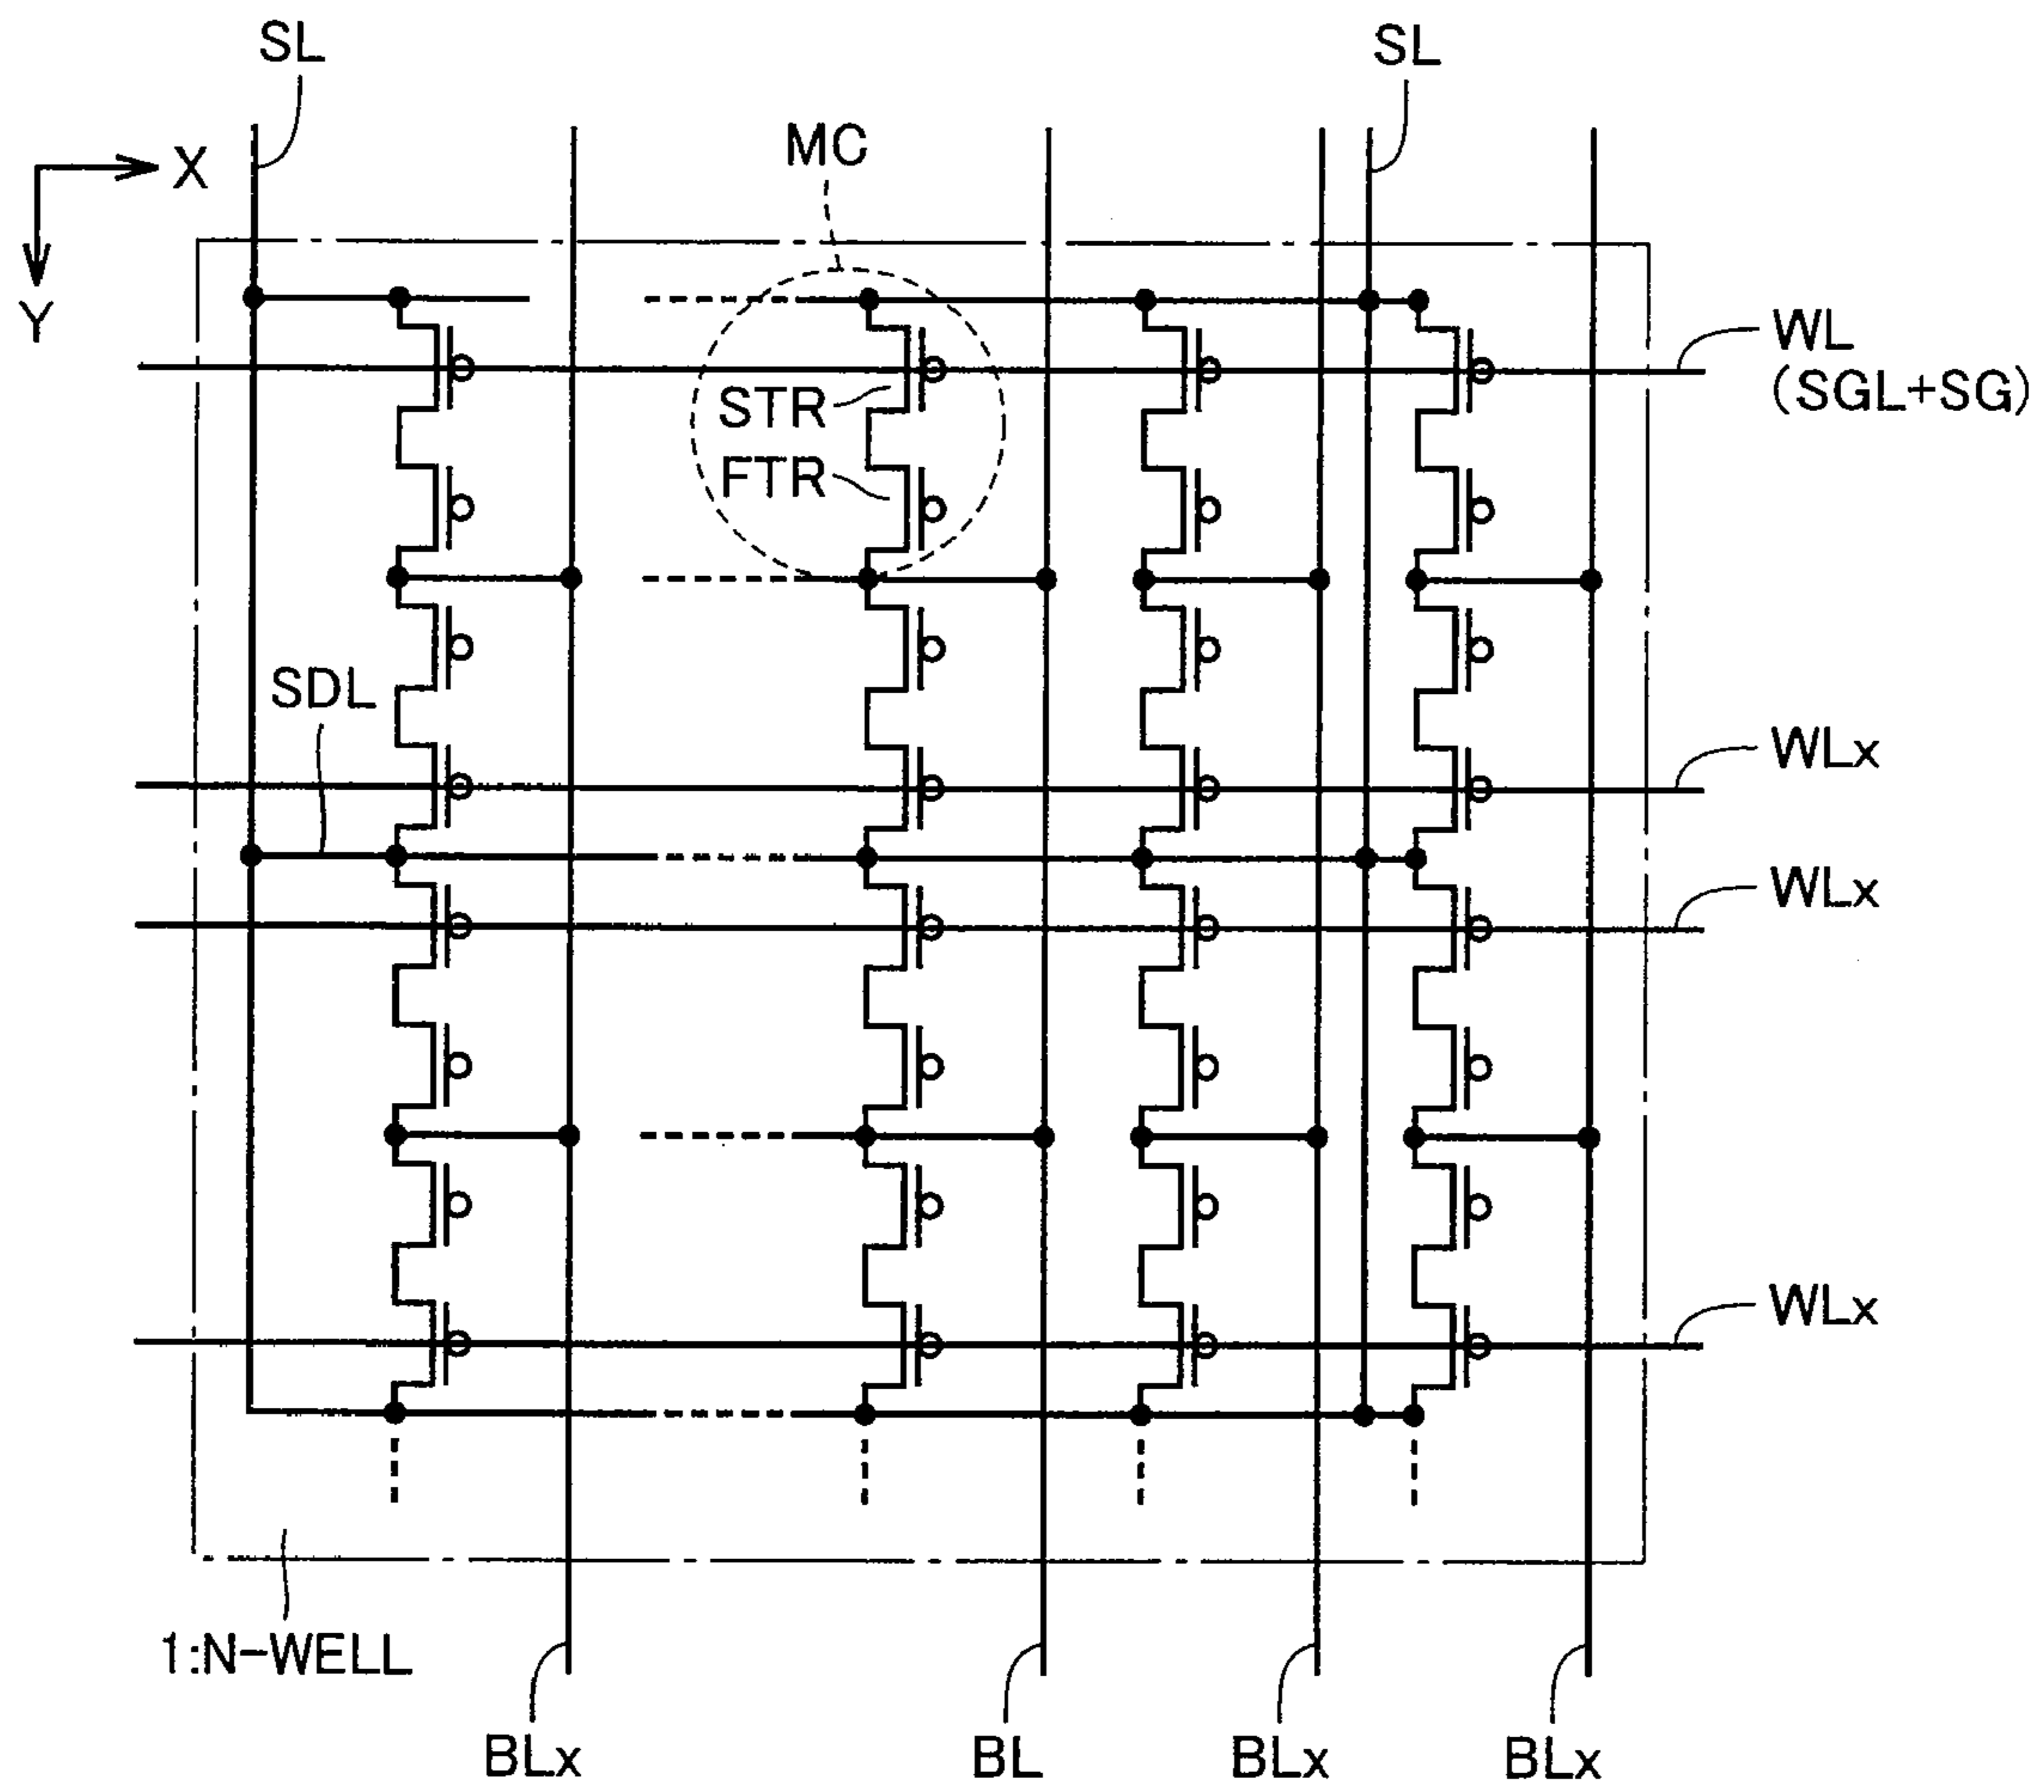 SL
SL
MC
X
Y
WL
(SGL+SG)
STR
FTR
SDL
WLx
WLx
WLx
1:N-WELL
BLx
BL
BLx
BLx